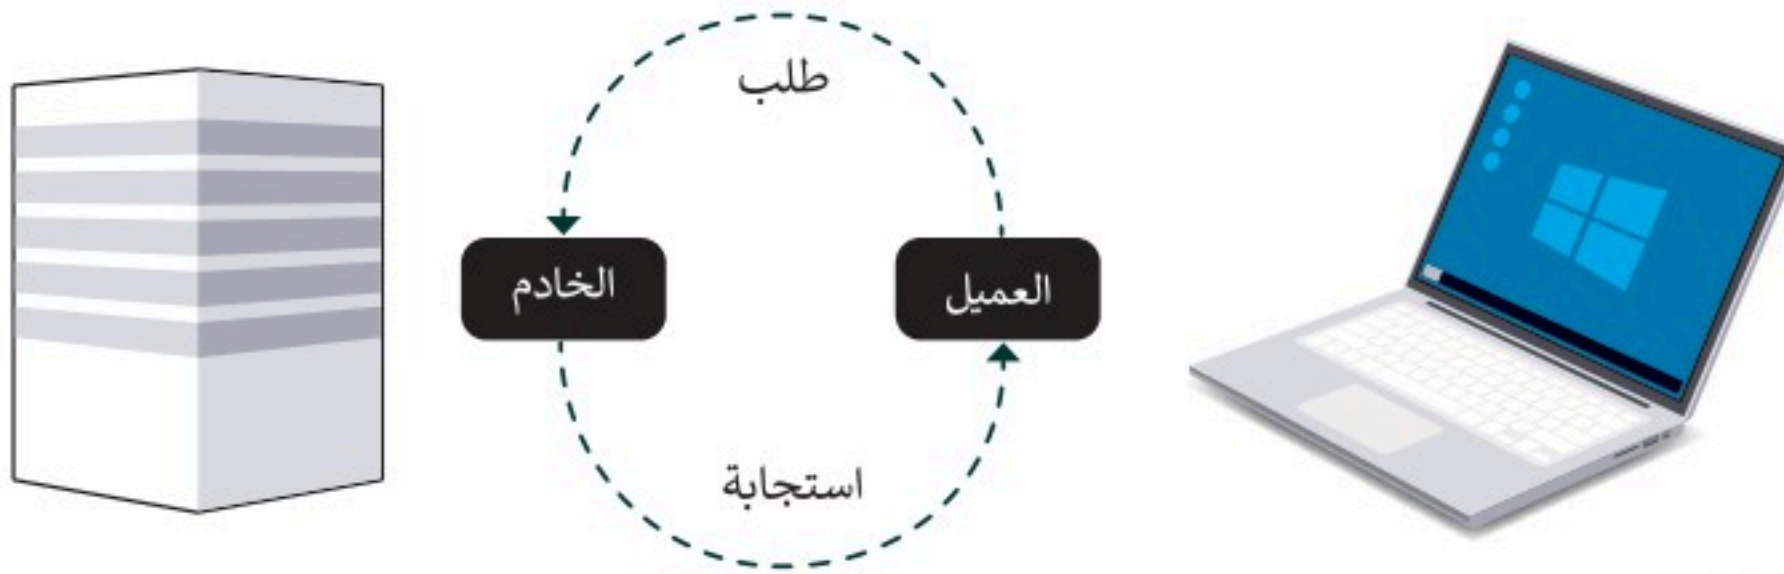 طلب
العميل
الخادم
استجابة